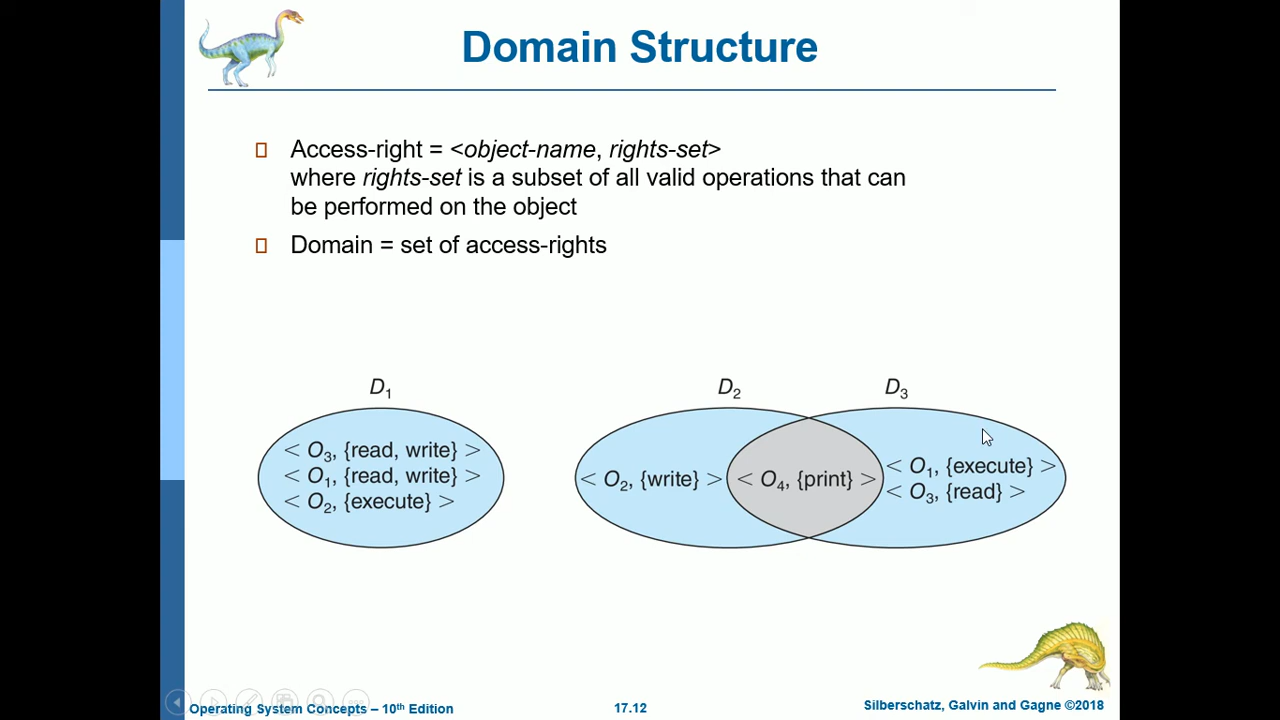 Domain Structure
Access-right = <object-name, rights-set>
where rights-set is a subset of all valid operations that can
be performed on the object
Domain = set of access-rights
D₁
D₂
D₃
< O₃, {read, write} >
< O₁, {read, write} >
< O₂, {execute} >
< O₂, {write} >
< O₄, {print} >
< O₁, {execute} >
< O₃, {read} >
Operating System Concepts – 10th Edition
17.12
Silberschatz, Galvin and Gagne ©2018